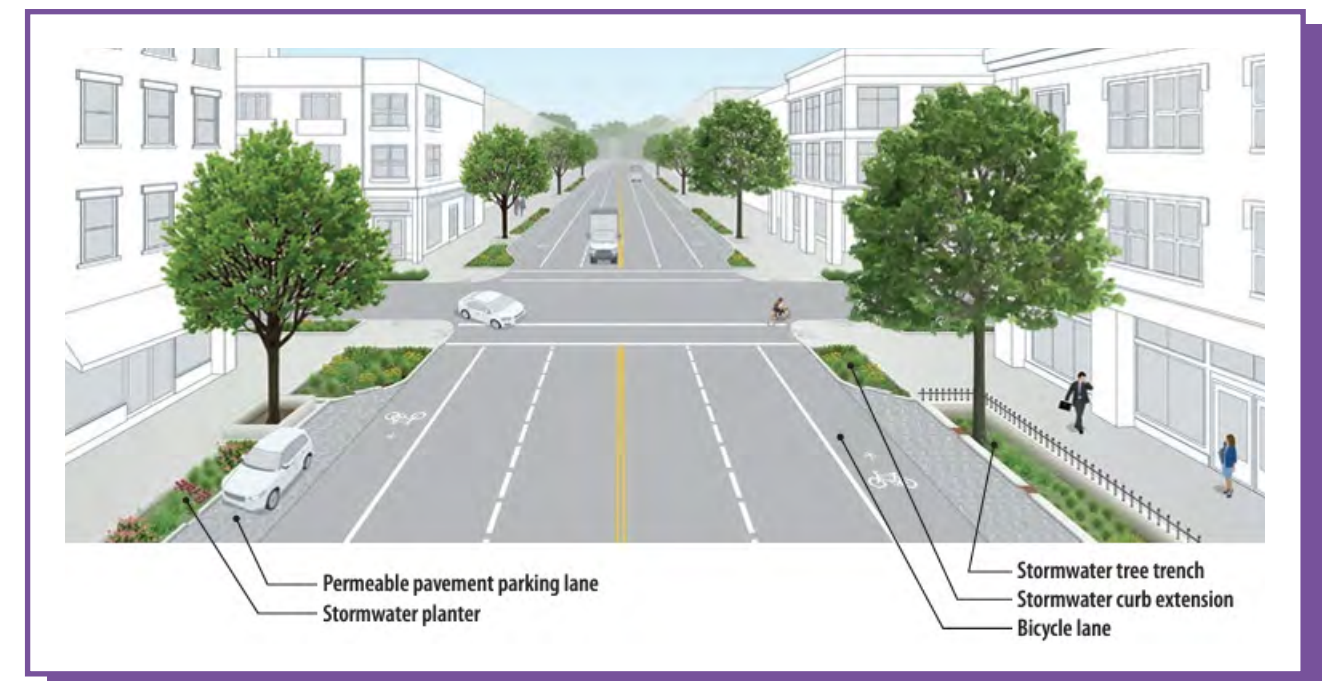 Permeable pavement parking lane
Stormwater planter
Stormwater tree trench
Stormwater curb extension
Bicycle lane